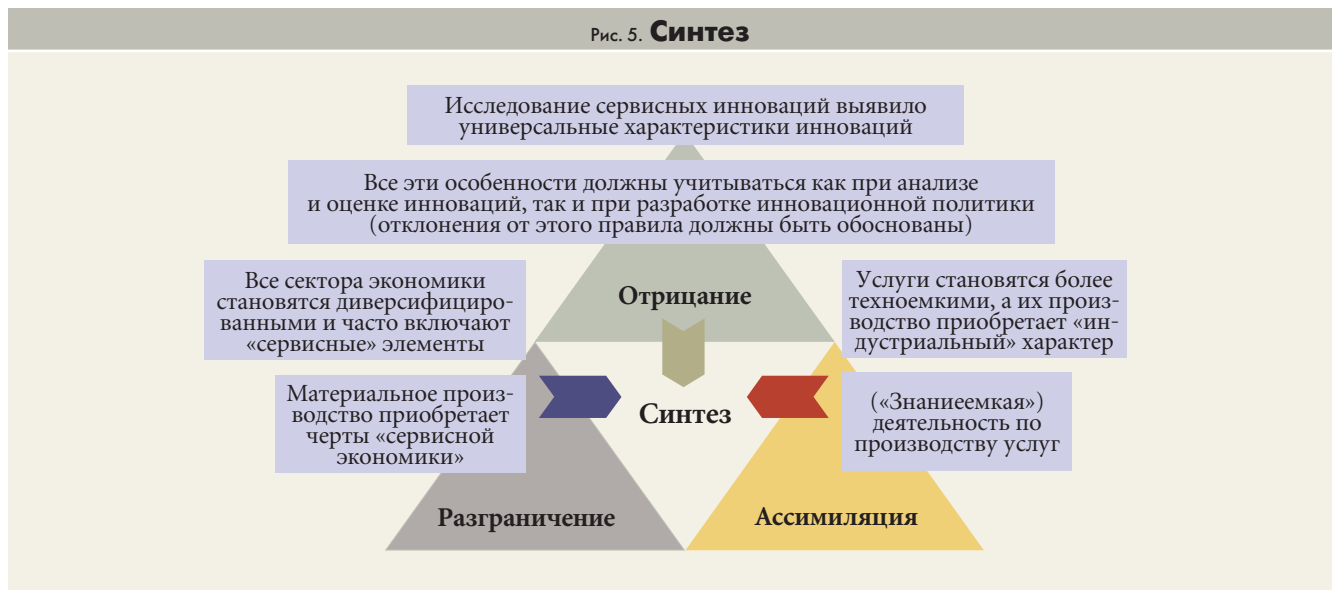 Рис. 5. Синтез
Исследование сервисных инноваций выявило
универсальные характеристики инноваций
Все эти особенности должны учитываться как при анализе
и оценке инноваций, так и при разработке инновационной политики
(отклонения от этого правила должны быть обоснованы)
Все сектора экономики
становятся диверсифициро-
ванными и часто включают
«сервисные» элементы
Отрицание
Услуги становятся более
техноемкими, а их произ-
водство приобретает «ин-
дустриальный» характер
Материальное произ-
водство приобретает
черты «сервисной
экономики»
Синтез
(«Знаниеемкая»)
деятельность по
производству услуг
Разграничение
Ассимиляция